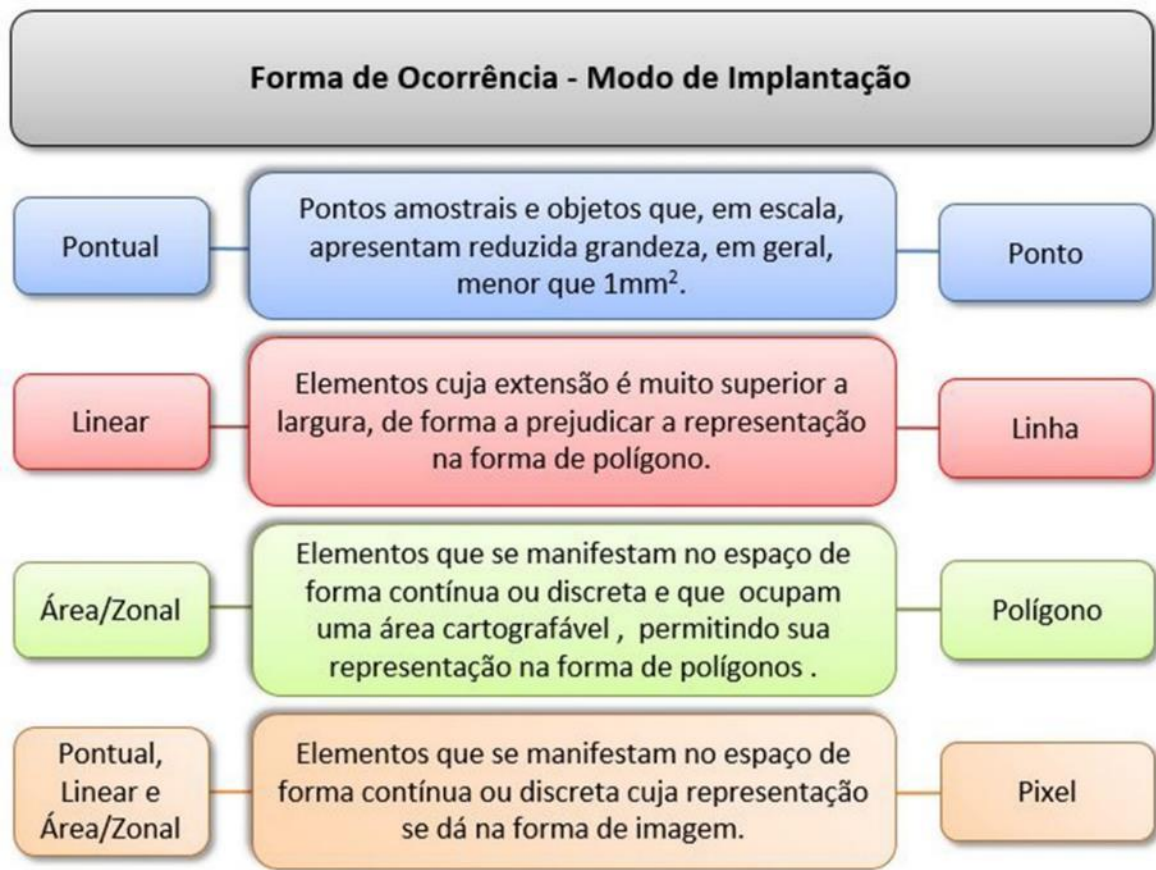 Forma de Ocorrência - Modo de Implantação
Pontual
Pontos amostrais e objetos que, em escala,
apresentam reduzida grandeza, em geral,
menor que 1mm².
Ponto
Linear
Elementos cuja extensão é muito superior a
largura, de forma a prejudicar a representação
na forma de polígono.
Linha
Área/Zonal
Elementos que se manifestam no espaço de
forma contínua ou discreta e que ocupam
uma área cartografável , permitindo sua
representação na forma de polígonos .
Polígono
Pontual,
Linear e
Área/Zonal
Elementos que se manifestam no espaço de
forma contínua ou discreta cuja representação
se dá na forma de imagem.
Pixel